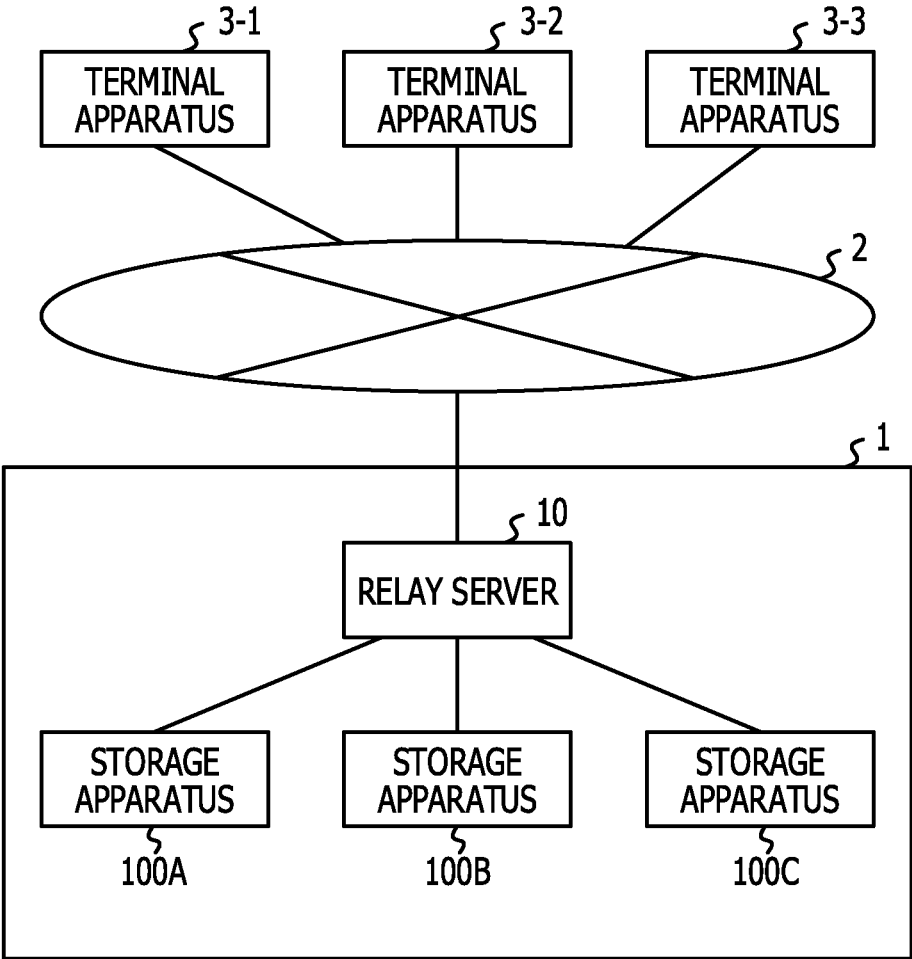 3-1
3-2
3-3
TERMINAL
APPARATUS
TERMINAL
APPARATUS
TERMINAL
APPARATUS
2
1
10
RELAY SERVER
STORAGE
APPARATUS
STORAGE
APPARATUS
STORAGE
APPARATUS
100A
100B
100C